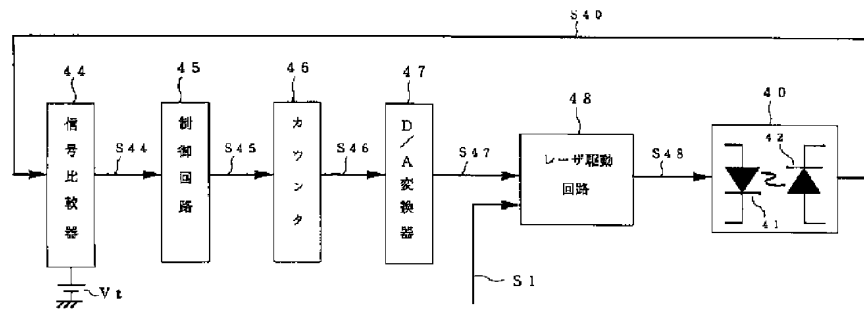 S40
44
45
46
47
48
40
信号比較器
S44
制御回路
S45
カウンタ
S46
D/A変換器
S47
レーザ駆動
回路
S48
42
41
Vt
S1